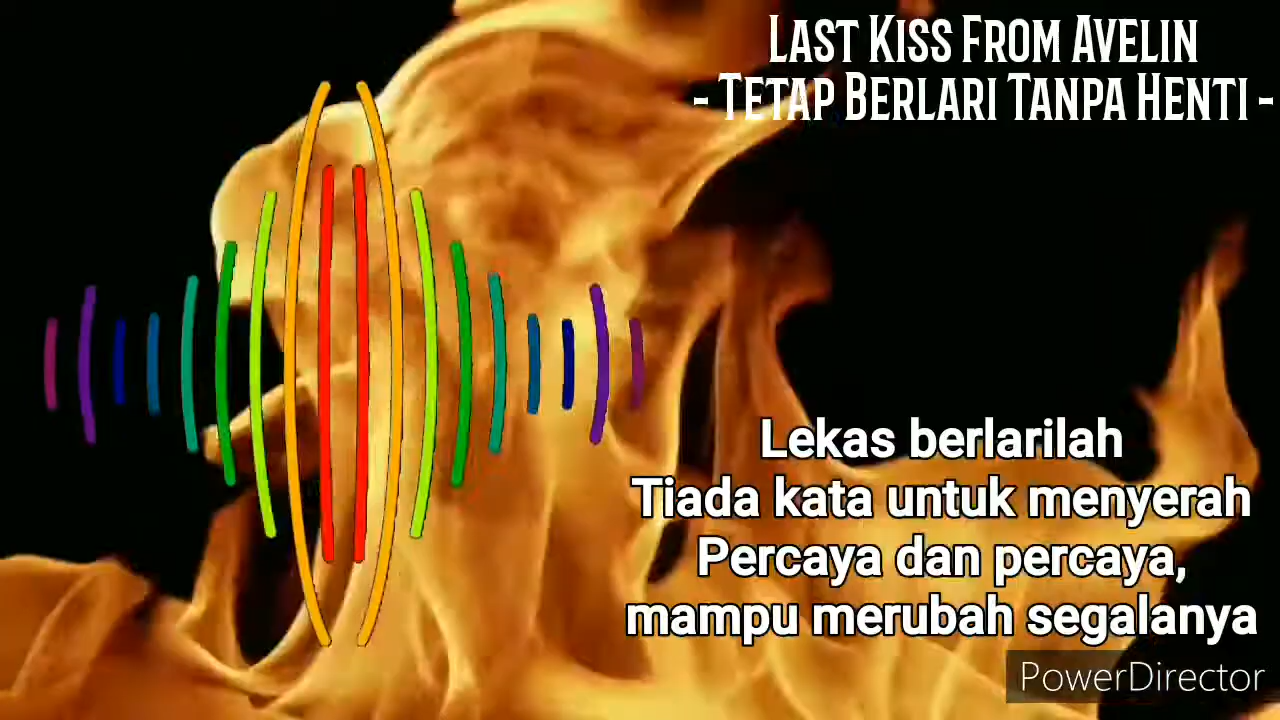 Last Kiss From Avelin
- Tetap Berlari Tanpa Henti -
Lekas berlarilah
Tiada kata untuk menyerah
Percaya dan percaya,
mampu merubah segalanya
PowerDirector